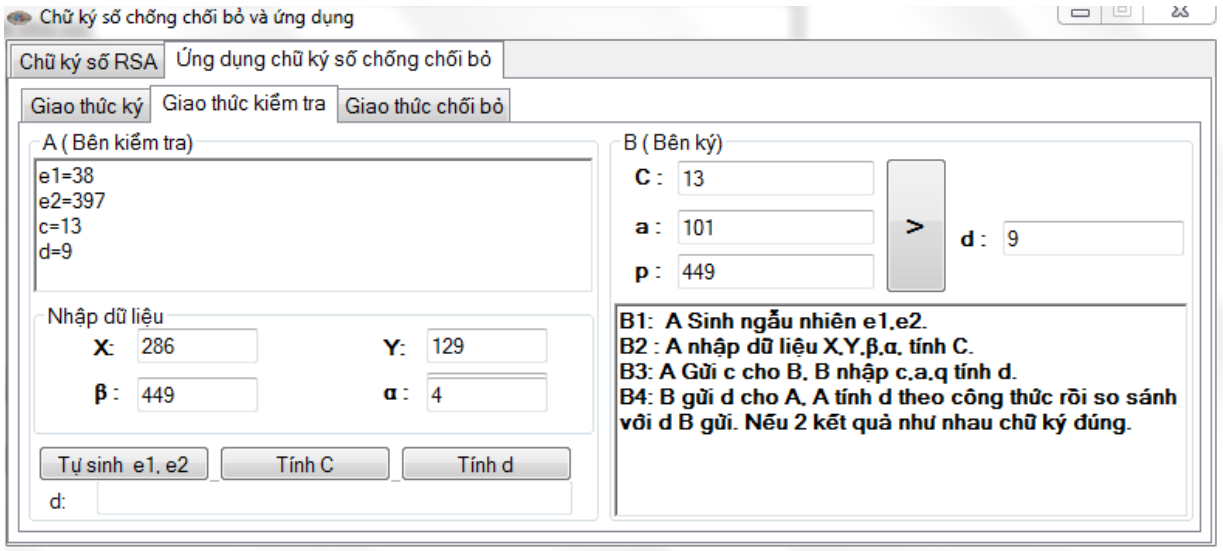 Chữ ký số chống chối bỏ và ứng dụng
Chữ ký số RSA Ứng dụng chữ ký số chống chối bỏ
Giao thức ký Giao thức kiểm tra Giao thức chối bỏ
A ( Bên kiểm tra)
e1=38
e2=397
c=13
d=9
Nhập dữ liệu
X: 286 Y: 129
β : 449 α : 4
Tự sinh e1, e2 Tính C Tính d
d:
B ( Bên ký)
C : 13
a : 101
p : 449
>
d : 9
B1: A Sinh ngẫu nhiên e1,e2.
B2 : A nhập dữ liệu X,Y,β,α, tính C.
B3: A Gửi c cho B, B nhập c,a,q tính d.
B4: B gửi d cho A, A tính d theo công thức rồi so sánh
với d B gửi. Nếu 2 kết quả như nhau chữ ký đúng.